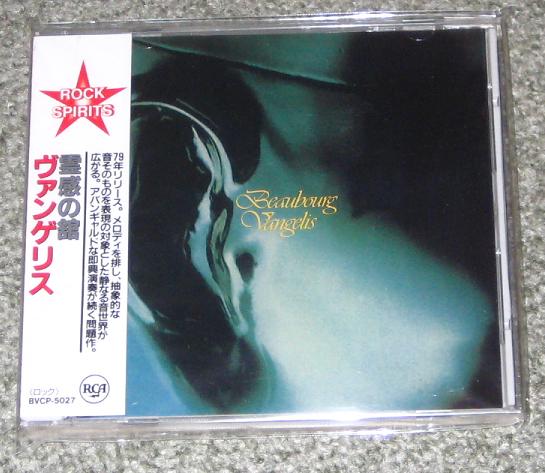 ROCK
SPIRITS
霊感の館
ヴァンゲリス
79年リリース。メロディを排し、抽象的な
音そのものを表現の対象とした静なる音世界が
広がる。アバンギャルドな即興演奏が続く問題作。
Beaubourg
Vangelis
〈ロック〉
BVCP-5027
RCA